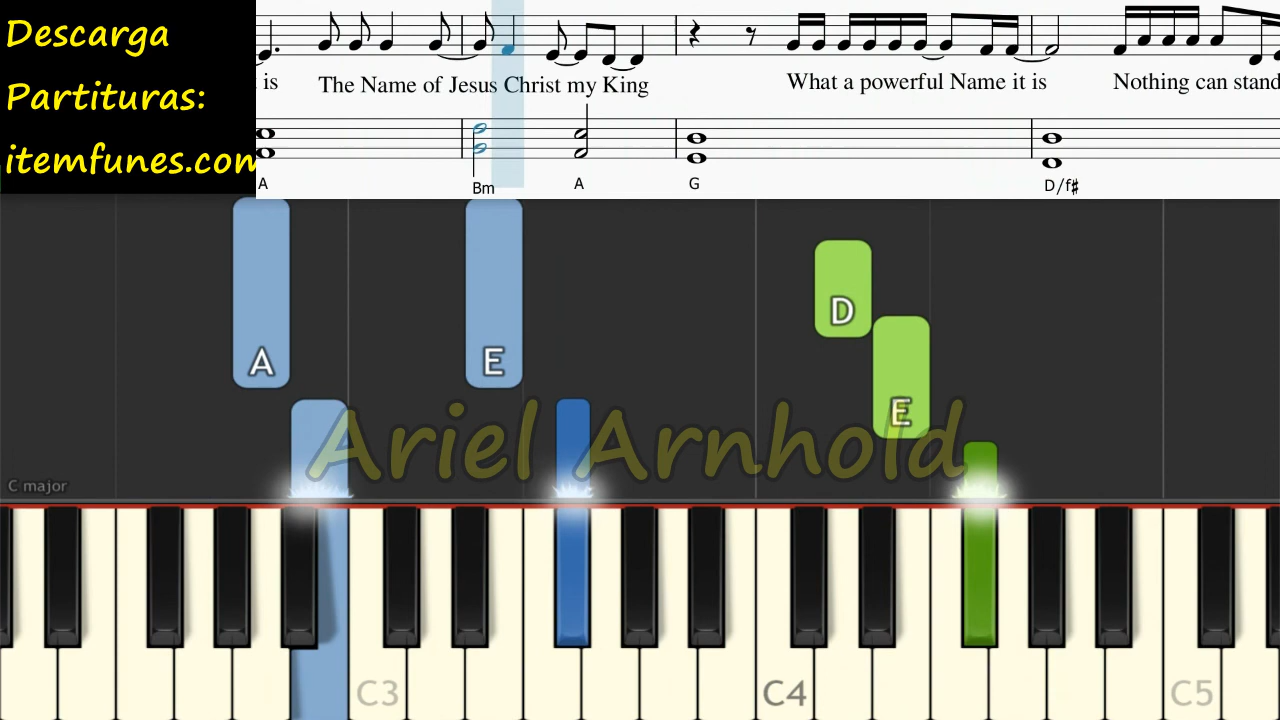 Descarga
Partituras:
itemfunes.com
is The Name of Jesus Christ my King What a powerful Name it is Nothing can stand
A Bm A G D/f#
A E D E
Ariel Arnhold
C major
C3 C4 C5